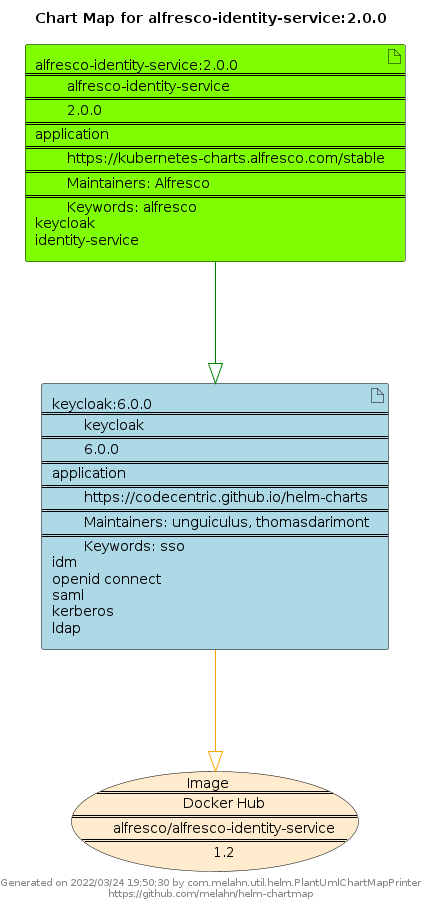 Chart Map for alfresco-identity-service:2.0.0
alfresco-identity-service:2.0.0
alfresco-identity-service
2.0.0
application
https://kubernetes-charts.alfresco.com/stable
Maintainers: Alfresco
Keywords: alfresco
keycloak
identity-service
keycloak:6.0.0
keycloak
6.0.0
application
https://codecentric.github.io/helm-charts
Maintainers: unguiculus, thomasdarimont
Keywords: sso
idm
openid connect
saml
kerberos
ldap
Image
Docker Hub
alfresco/alfresco-identity-service
1.2
Generated on 2022/03/24 19:50:30 by com.melahn.util.helm.PlantUmlChartMapPrinter
https://github.com/melahn/helm-chartmap